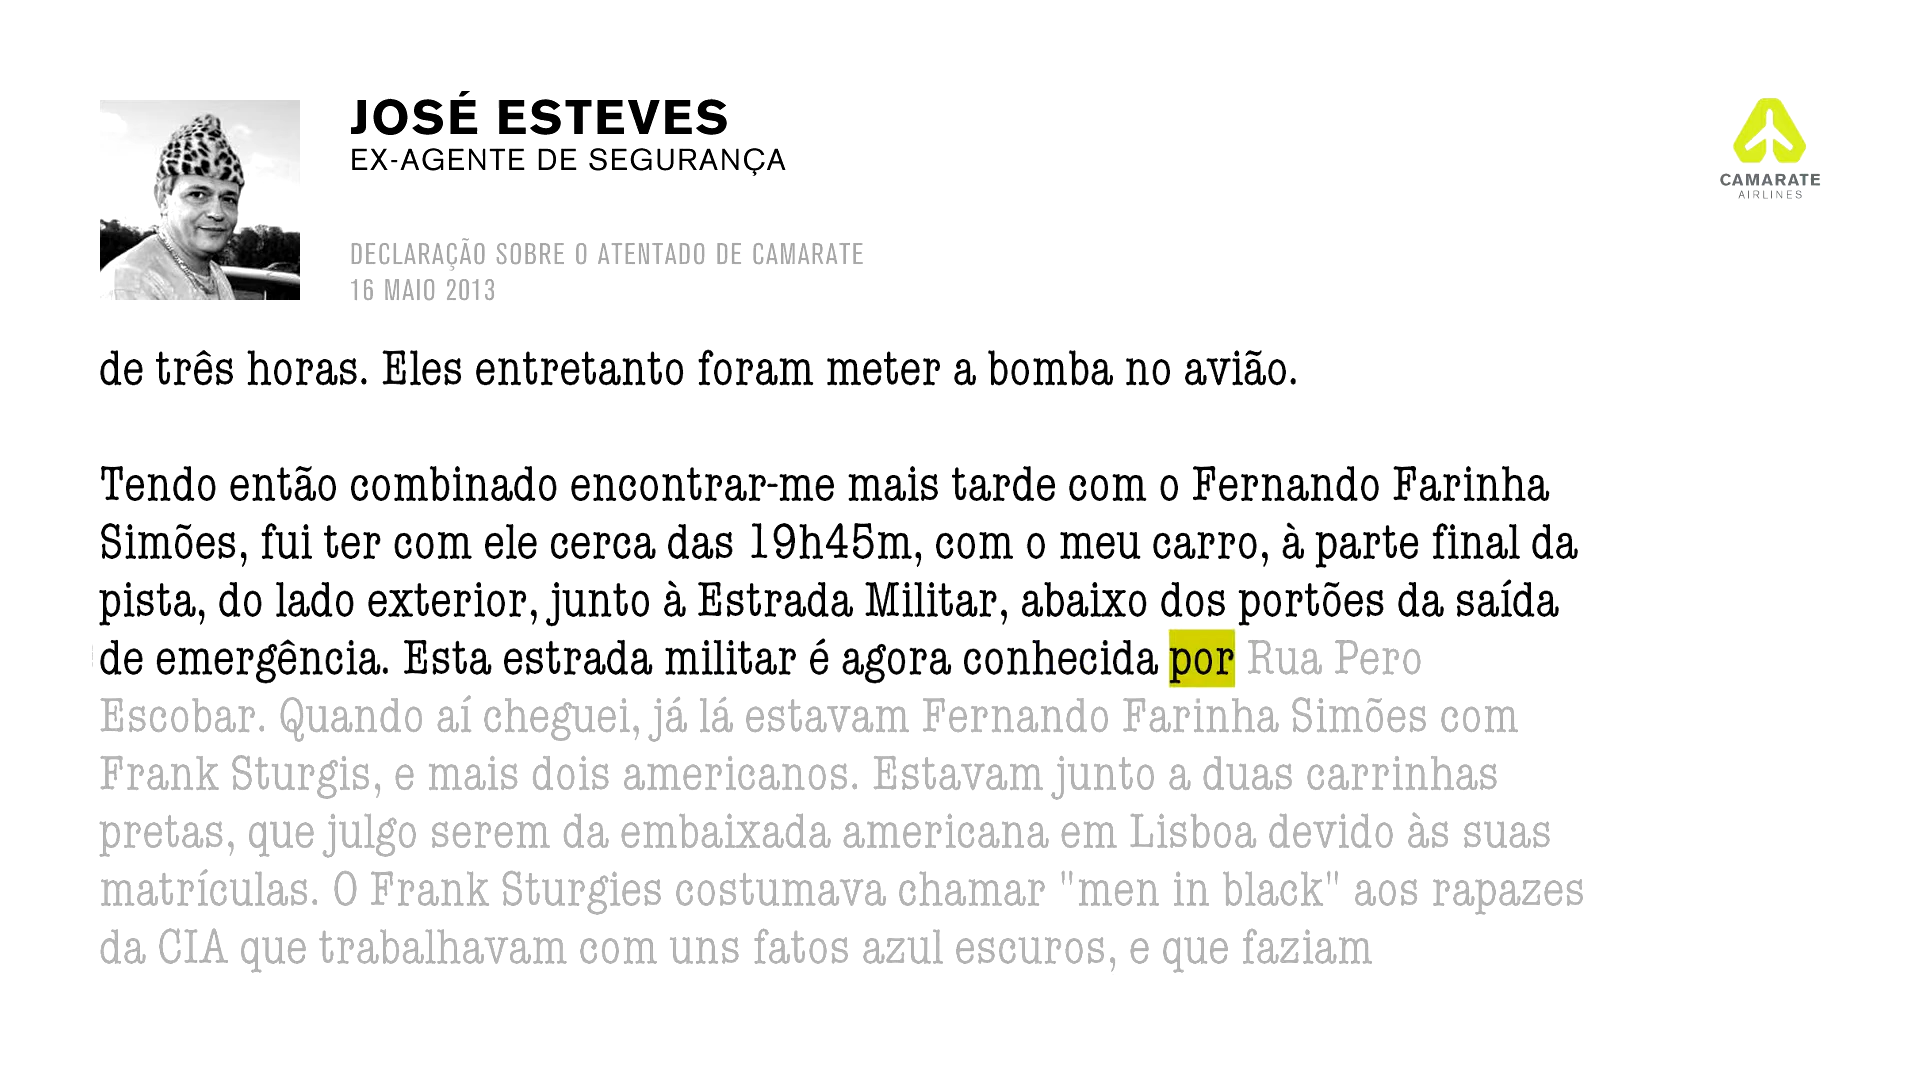 JOSÉ ESTEVES
EX-AGENTE DE SEGURANÇA
DECLARAÇÃO SOBRE O ATENTADO DE CAMARATE
16 MAIO 2013
CAMARATE
AIRLINES
de três horas. Eles entretanto foram meter a bomba no avião.
Tendo então combinado encontrar-me mais tarde com o Fernando Farinha
Simões, fui ter com ele cerca das 19h45m, com o meu carro, à parte final da
pista, do lado exterior, junto à Estrada Militar, abaixo dos portões da saída
de emergência. Esta estrada militar é agora conhecida por Rua Pero
Escobar. Quando aí cheguei, já lá estavam Fernando Farinha Simões com
Frank Sturgis, e mais dois americanos. Estavam junto a duas carrinhas
pretas, que julgo serem da embaixada americana em Lisboa devido às suas
matrículas. O Frank Sturgies costumava chamar "men in black" aos rapazes
da CIA que trabalhavam com uns fatos azul escuros, e que faziam